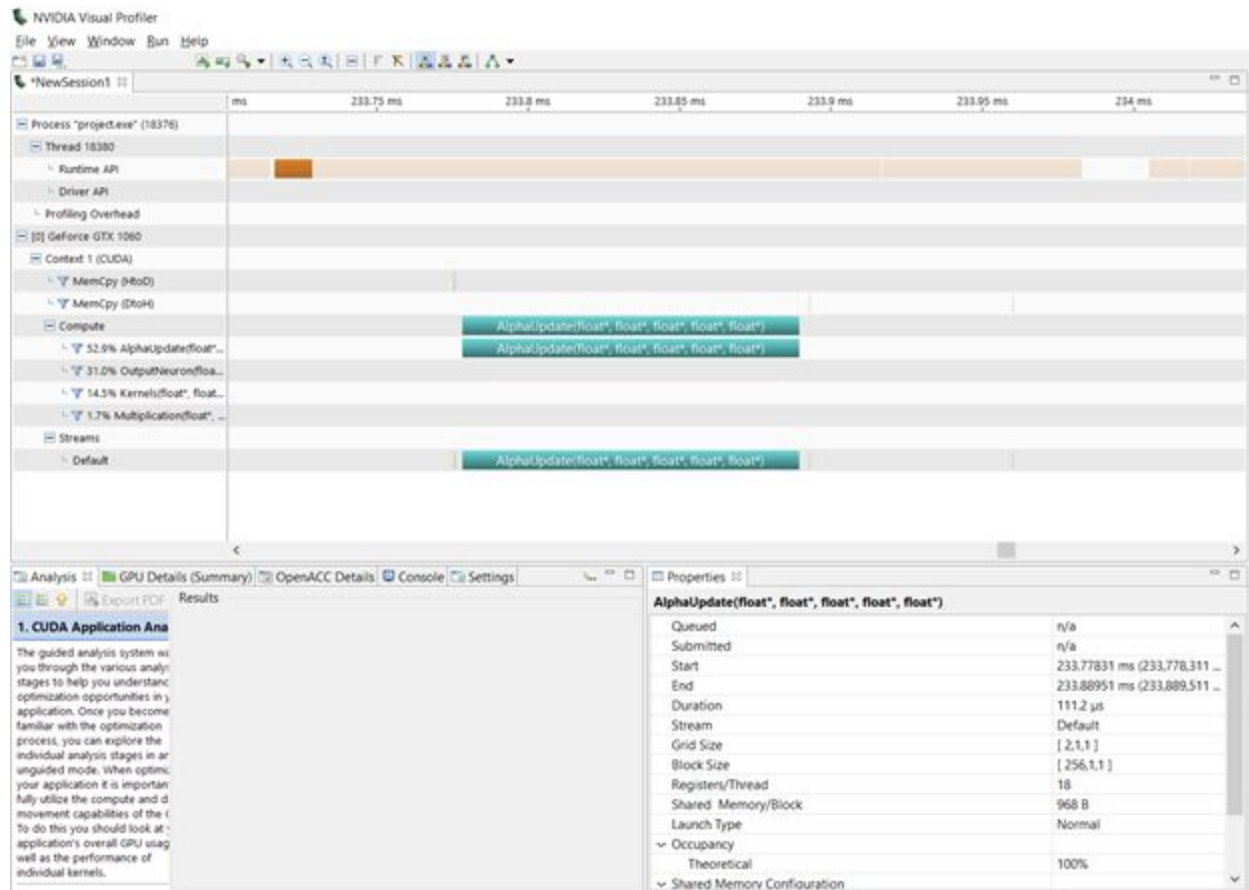 NVIDIA Visual Profiler
File View Window Run Help
*NewSession1
ms 233.75 ms 233.8 ms 233.85 ms 233.9 ms 233.95 ms 234 ms
Process "project.exe" (18376)
Thread 18380
Runtime API
Driver API
Profiling Overhead
[0] GeForce GTX 1060
Context 1 (CUDA)
MemCpy (HtoD)
MemCpy (DtoH)
Compute AlphaUpdate(float*, float*, float*, float*, float*)
52.9% AlphaUpdate(float*... AlphaUpdate(float*, float*, float*, float*, float*)
31.0% OutputNeuron(floa...
14.5% Kernels(float*, float...
1.7% Multiplication(float*, ...
Streams
Default AlphaUpdate(float*, float*, float*, float*, float*)
Analysis GPU Details (Summary) OpenACC Details Console Settings
Export PDF Results
1. CUDA Application Ana
The guided analysis system wa
you through the various analy
stages to help you understanc
optimization opportunities in y
application. Once you become
familiar with the optimization
process, you can explore the
individual analysis stages in ar
unguided mode. When optimiz
your application it is importan
fully utilize the compute and d
movement capabilities of the
To do this you should look at
application's overall GPU usag
well as the performance of
individual kernels.
Properties
AlphaUpdate(float*, float*, float*, float*, float*)
Queued n/a
Submitted n/a
Start 233.77831 ms (233,778,311 ...
End 233.88951 ms (233,889,511 ...
Duration 111.2 µs
Stream Default
Grid Size [ 2,1,1 ]
Block Size [ 256,1,1 ]
Registers/Thread 18
Shared Memory/Block 968 B
Launch Type Normal
Occupancy
Theoretical 100%
Shared Memory Configuration